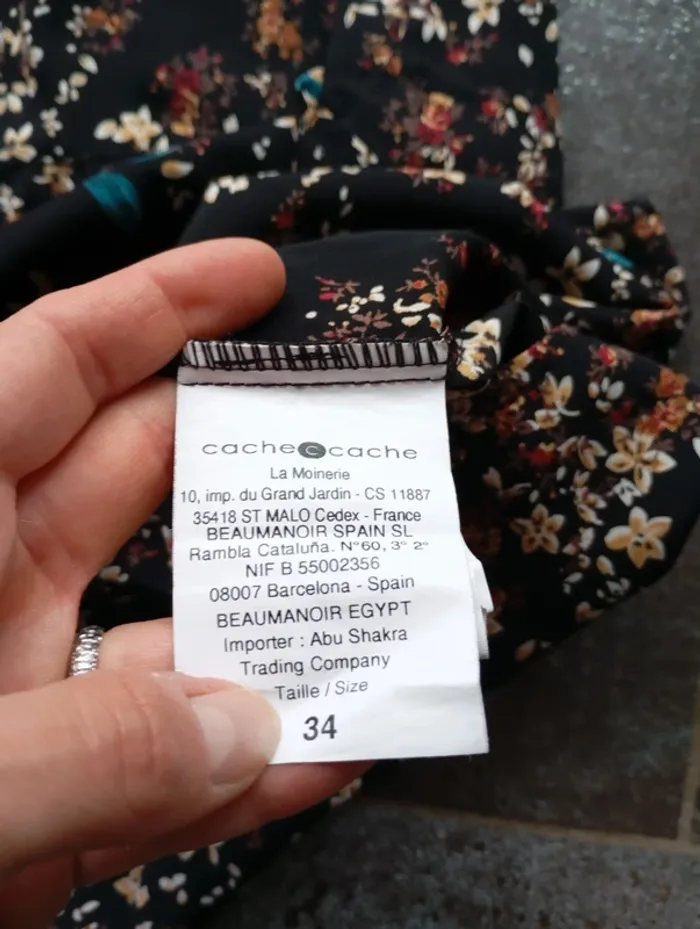 cache c cache
La Moinerie
10, imp. du Grand Jardin - CS 11887
35418 ST MALO Cedex - France
BEAUMANOIR SPAIN SL
Rambla Cataluña. N°60, 3° 2ª
NIF B 55002356
08007 Barcelona - Spain
BEAUMANOIR EGYPT
Importer : Abu Shakra
Trading Company
Taille / Size
34